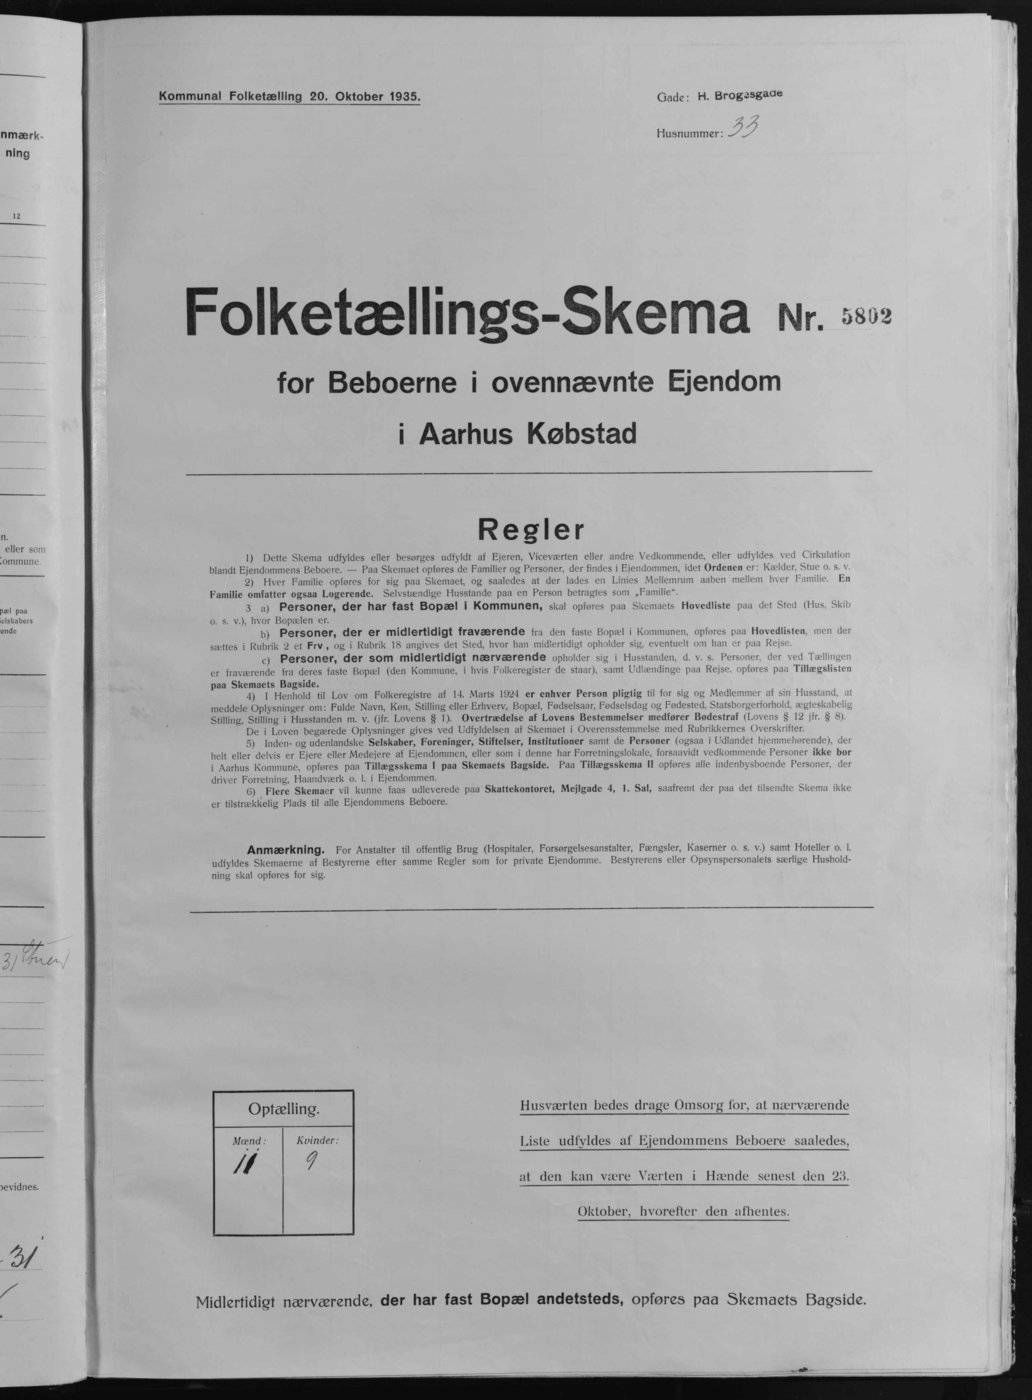 nmærk-
ning
12
n.
eller som
Kommune.
pæl paa
Selskabers
ende
31 Stuen
bevidnes.
31
Kommunal Folketælling 20. Oktober 1935.
Gade: H. Brogesgade
Husnummer: 33
Folketællings-Skema Nr. 5802
for Beboerne i ovennævnte Ejendom
i Aarhus Købstad
Regler
1) Dette Skema udfyldes eller besørges udfyldt af Ejeren, Viceværten eller andre Vedkommende, eller udfyldes ved Cirkulation
blandt Ejendommens Beboere. — Paa Skemaet opføres de Familier og Personer, der findes i Ejendommen, idet Ordenen er: Kælder, Stue o. s. v.
2) Hver Familie opføres for sig paa Skemaet, og saaledes at der lades en Linies Mellemrum aaben mellem hver Familie. En
Familie omfatter ogsaa Logerende. Selvstændige Husstande paa en Person betragtes som „Familie“.
3 a) Personer, der har fast Bopæl i Kommunen, skal opføres paa Skemaets Hovedliste paa det Sted (Hus, Skib
o. s. v.), hvor Bopælen er.
b) Personer, der er midlertidigt fraværende fra den faste Bopæl i Kommunen, opføres paa Hovedlisten, men der
sættes i Rubrik 2 et Frv., og i Rubrik 18 angives det Sted, hvor han midlertidigt opholder sig, eventuelt om han er paa Rejse.
c) Personer, der som midlertidigt nærværende opholder sig i Husstanden, d. v. s. Personer, der ved Tællingen
er fraværende fra deres faste Bopæl (den Kommune, i hvis Folkeregister de staar), samt Udlændinge paa Rejse, opføres paa Tillægslisten
paa Skemaets Bagside.
4) I Henhold til Lov om Folkeregistre af 14. Marts 1924 er enhver Person pligtig til for sig og Medlemmer af sin Husstand, at
meddele Oplysninger om: Fulde Navn, Køn, Stilling eller Erhverv, Bopæl, Fødselsaar, Fødselsdag og Fødested, Statsborgerforhold, ægteskabelig
Stilling, Stilling i Husstanden m. v. (jfr. Lovens § 1). Overtrædelse af Lovens Bestemmelser medfører Bødestraf (Lovens § 12 jfr. § 8).
De i Loven begærede Oplysninger gives ved Udfyldelsen af Skemaet i Overensstemmelse med Rubrikkernes Overskrifter.
5) Inden- og udenlandske Selskaber, Foreninger, Stiftelser, Institutioner samt de Personer (ogsaa i Udlandet hjemmehørende), der
helt eller delvis er Ejere eller Medejere af Ejendommen, eller som i denne har Forretningslokale, forsaavidt vedkommende Personer ikke bor
i Aarhus Kommune, opføres paa Tillægsskema I paa Skemaets Bagside. Paa Tillægsskema II opføres alle indenbysboende Personer, der
driver Forretning, Haandværk o. l. i Ejendommen.
6) Flere Skemaer vil kunne faas udleverede paa Skattekontoret, Mejlgade 4, 1. Sal, saafremt der paa det tilsendte Skema ikke
er tilstrækkelig Plads til alle Ejendommens Beboere.
Anmærkning. For Anstalter til offentlig Brug (Hospitaler, Forsørgelsesanstalter, Fængsler, Kaserner o. s. v.) samt Hoteller o. l.
udfyldes Skemaerne af Bestyrerne efter samme Regler som for private Ejendomme. Bestyrerens eller Opsynspersonalets særlige Hushold-
ning skal opføres for sig.
Optælling.
Mænd: Kvinder:
11 9
Husværten bedes drage Omsorg for, at nærværende
Liste udfyldes af Ejendommens Beboere saaledes,
at den kan være Værten i Hænde senest den 23.
Oktober, hvorefter den afhentes.
Midlertidigt nærværende, der har fast Bopæl andetsteds, opføres paa Skemaets Bagside.